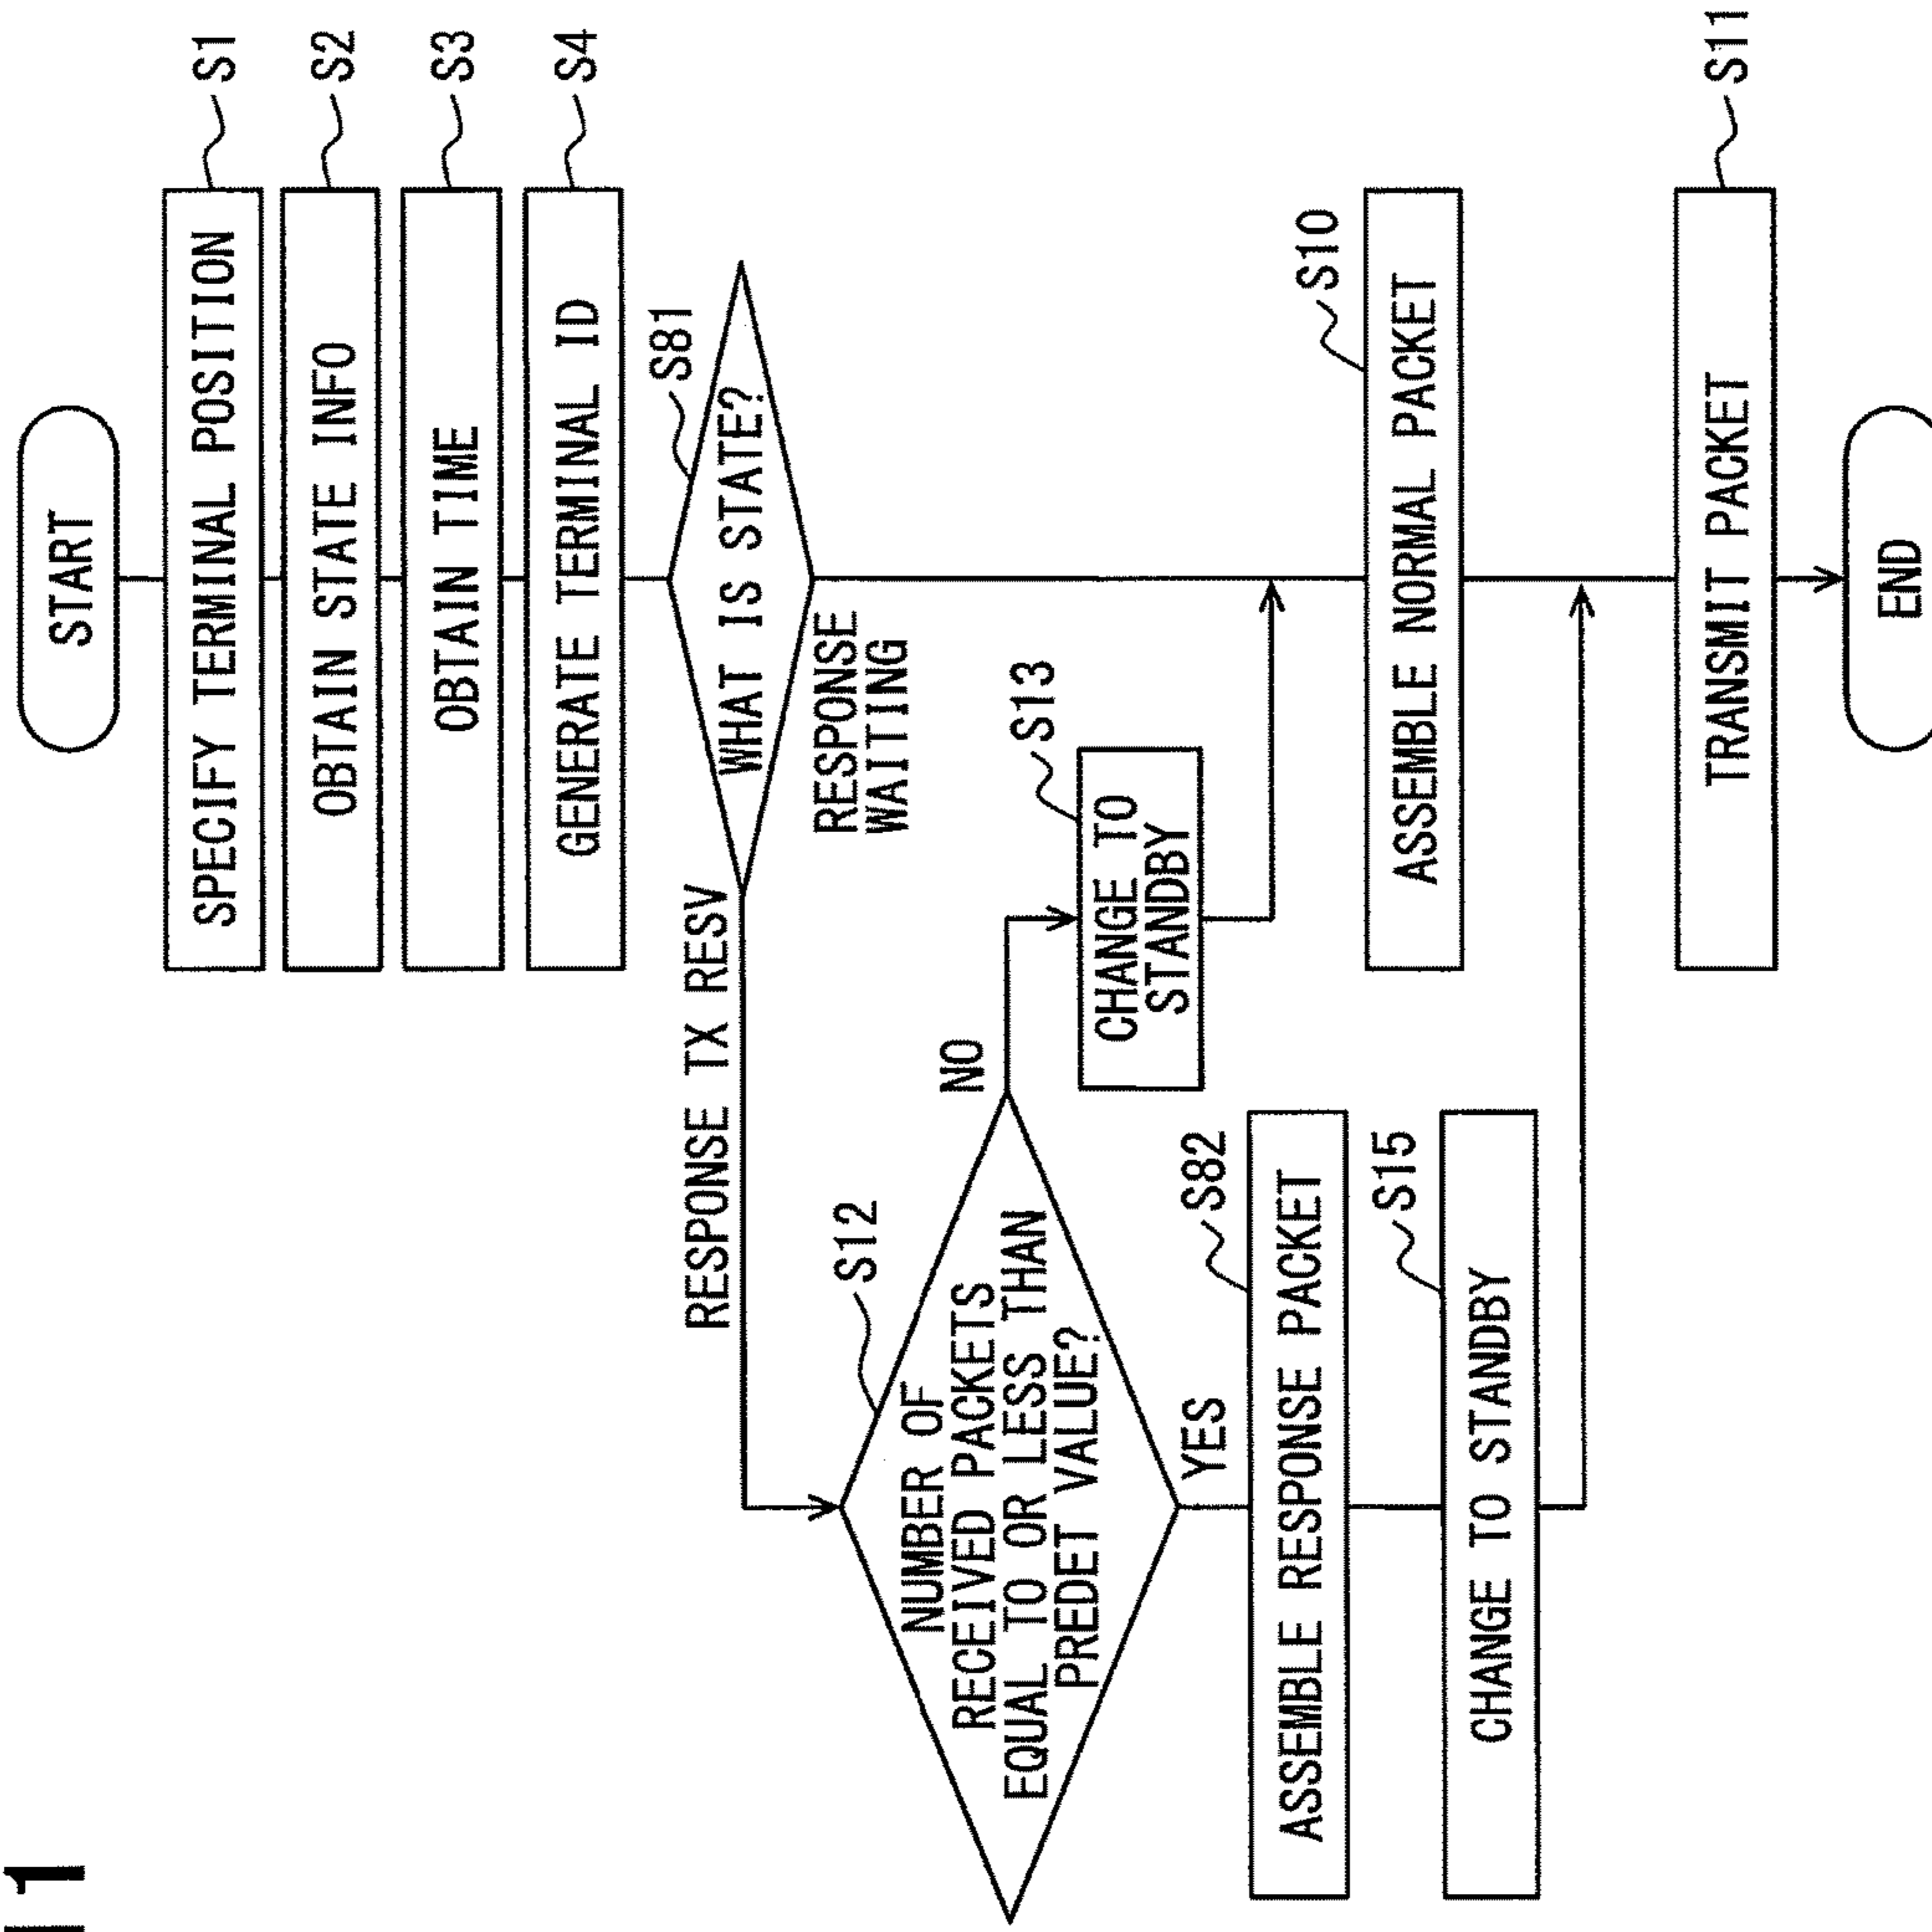 START
SPECIFY TERMINAL POSITION
S1
OBTAIN STATE INFO
S2
OBTAIN TIME
S3
GENERATE TERMINAL ID
S4
WHAT IS STATE?
S81
RESPONSE TX RESV
RESPONSE
WAITING
NUMBER OF
RECEIVED PACKETS
EQUAL TO OR LESS THAN
PREDET VALUE?
S12
NO
YES
CHANGE TO
STANDBY
S13
ASSEMBLE RESPONSE PACKET
S82
ASSEMBLE NORMAL PACKET
S10
CHANGE TO STANDBY
S15
TRANSMIT PACKET
S11
END